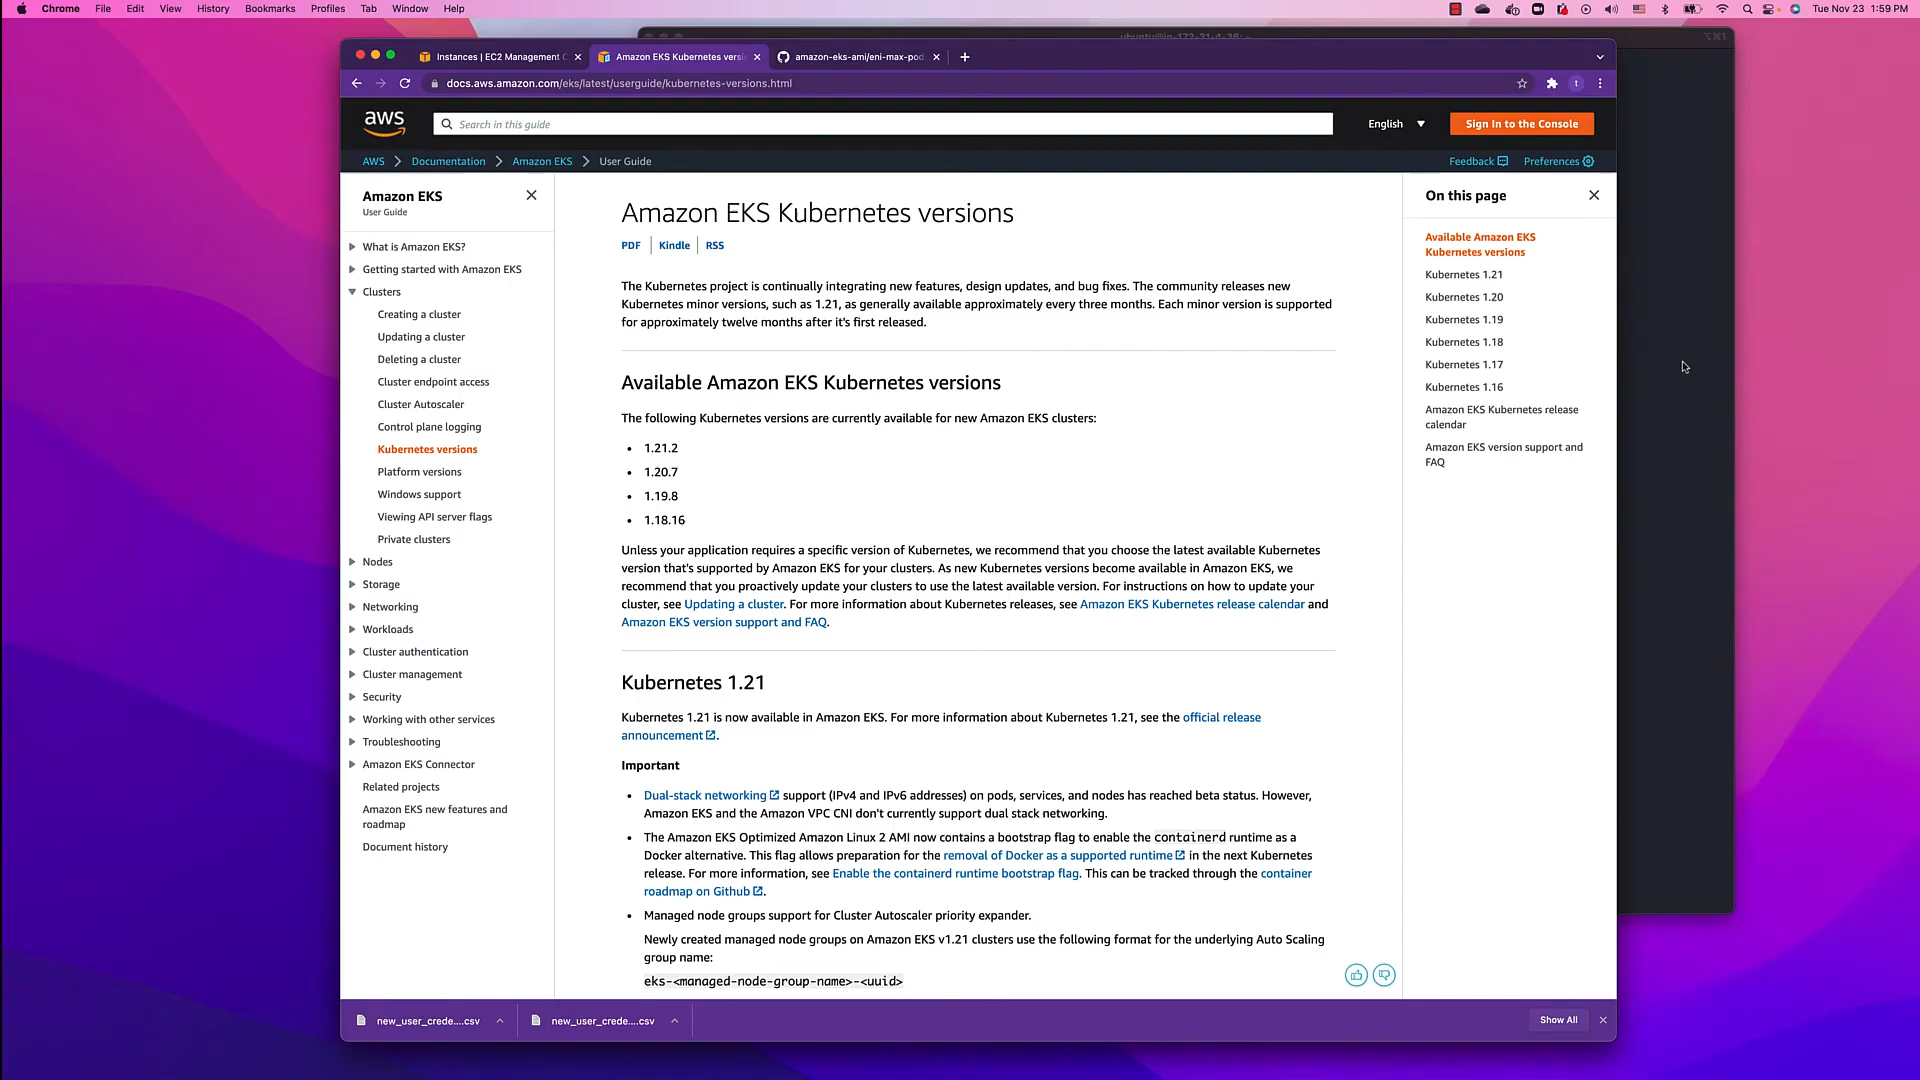 Chrome File Edit View History Bookmarks Profiles Tab Window Help
Tue Nov 23 1:59 PM
Instances | EC2 Management C
Amazon EKS Kubernetes versi
amazon-eks-ami/eni-max-pod
docs.aws.amazon.com/eks/latest/userguide/kubernetes-versions.html
t
aws
Search in this guide
English
Sign In to the Console
AWS
Documentation
Amazon EKS
User Guide
Feedback
Preferences
Amazon EKS
User Guide
What is Amazon EKS?
Getting started with Amazon EKS
Clusters
Creating a cluster
Updating a cluster
Deleting a cluster
Cluster endpoint access
Cluster Autoscaler
Control plane logging
Kubernetes versions
Platform versions
Windows support
Viewing API server flags
Private clusters
Nodes
Storage
Networking
Workloads
Cluster authentication
Cluster management
Security
Working with other services
Troubleshooting
Amazon EKS Connector
Related projects
Amazon EKS new features and
roadmap
Document history
Amazon EKS Kubernetes versions
PDF
Kindle
RSS
The Kubernetes project is continually integrating new features, design updates, and bug fixes. The community releases new
Kubernetes minor versions, such as 1.21, as generally available approximately every three months. Each minor version is supported
for approximately twelve months after it's first released.
Available Amazon EKS Kubernetes versions
The following Kubernetes versions are currently available for new Amazon EKS clusters:
• 1.21.2
• 1.20.7
• 1.19.8
• 1.18.16
Unless your application requires a specific version of Kubernetes, we recommend that you choose the latest available Kubernetes
version that's supported by Amazon EKS for your clusters. As new Kubernetes versions become available in Amazon EKS, we
recommend that you proactively update your clusters to use the latest available version. For instructions on how to update your
cluster, see Updating a cluster. For more information about Kubernetes releases, see Amazon EKS Kubernetes release calendar and
Amazon EKS version support and FAQ.
Kubernetes 1.21
Kubernetes 1.21 is now available in Amazon EKS. For more information about Kubernetes 1.21, see the official release
announcement.
Important
• Dual-stack networking support (IPv4 and IPv6 addresses) on pods, services, and nodes has reached beta status. However,
Amazon EKS and the Amazon VPC CNI don't currently support dual stack networking.
• The Amazon EKS Optimized Amazon Linux 2 AMI now contains a bootstrap flag to enable the containerd runtime as a
Docker alternative. This flag allows preparation for the removal of Docker as a supported runtime in the next Kubernetes
release. For more information, see Enable the containerd runtime bootstrap flag. This can be tracked through the container
roadmap on Github.
• Managed node groups support for Cluster Autoscaler priority expander.
Newly created managed node groups on Amazon EKS v1.21 clusters use the following format for the underlying Auto Scaling
group name:
eks-<managed-node-group-name>-<uuid>
On this page
Available Amazon EKS
Kubernetes versions
Kubernetes 1.21
Kubernetes 1.20
Kubernetes 1.19
Kubernetes 1.18
Kubernetes 1.17
Kubernetes 1.16
Amazon EKS Kubernetes release
calendar
Amazon EKS version support and
FAQ
new_user_crede....csv
new_user_crede....csv
Show All